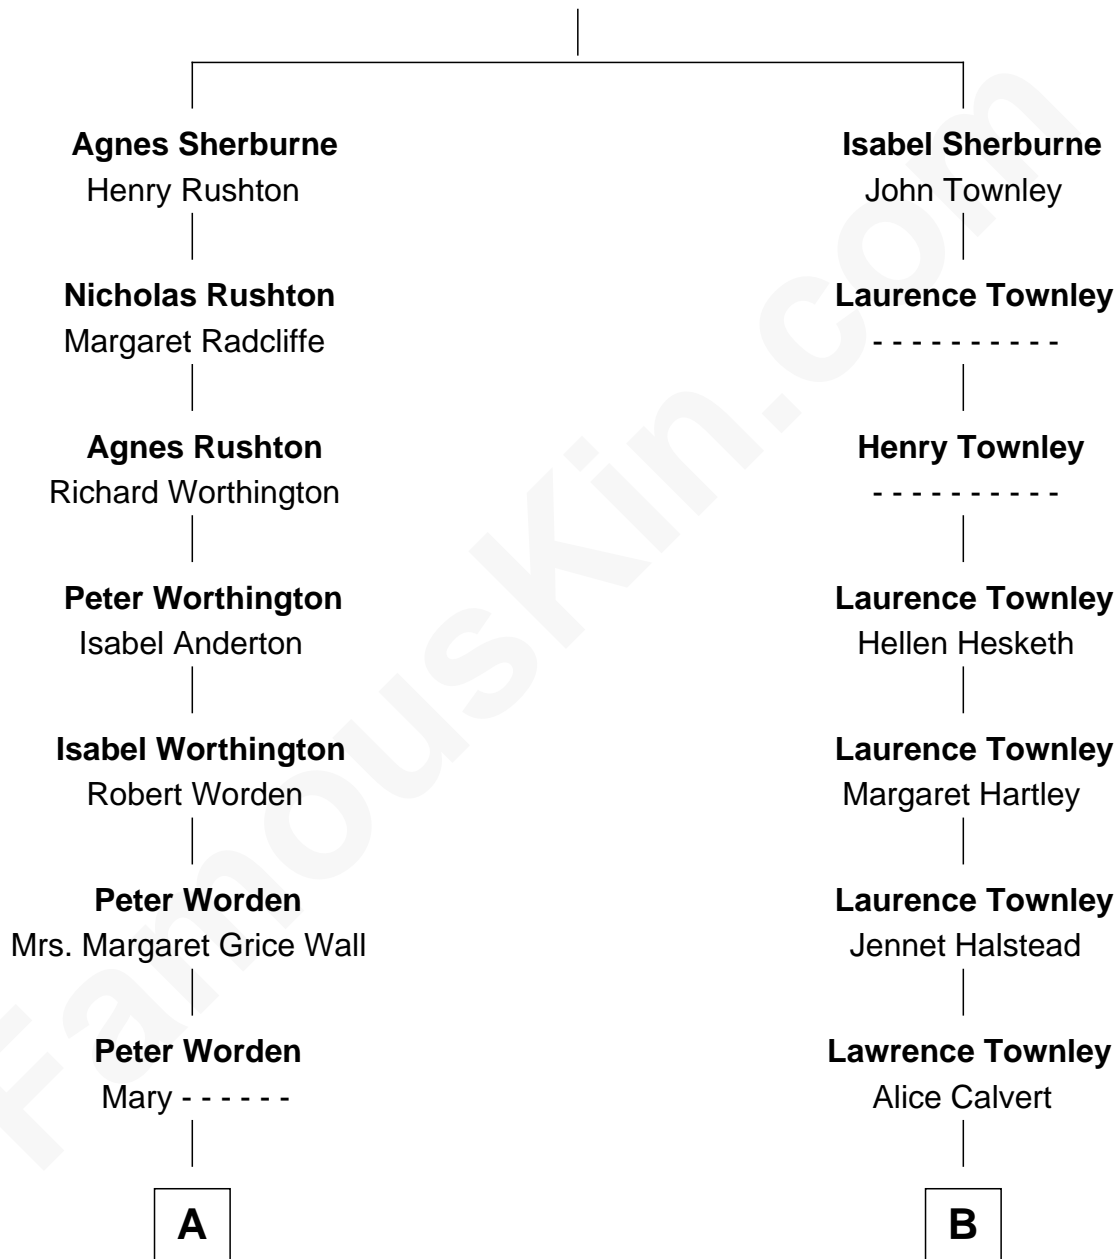 Agnes Sherburne
Henry Rushton
Isabel Sherburne
John Townley
Nicholas Rushton
Margaret Radcliffe
Laurence Townley
- - - - - - - - - -
Agnes Rushton
Richard Worthington
Henry Townley
- - - - - - - - - -
Peter Worthington
Isabel Anderton
Laurence Townley
Hellen Hesketh
Isabel Worthington
Robert Worden
Laurence Townley
Margaret Hartley
Peter Worden
Mrs. Margaret Grice Wall
Laurence Townley
Jennet Halstead
Peter Worden
Mary - - - - - -
Lawrence Townley
Alice Calvert
A
B
FamousKin.com